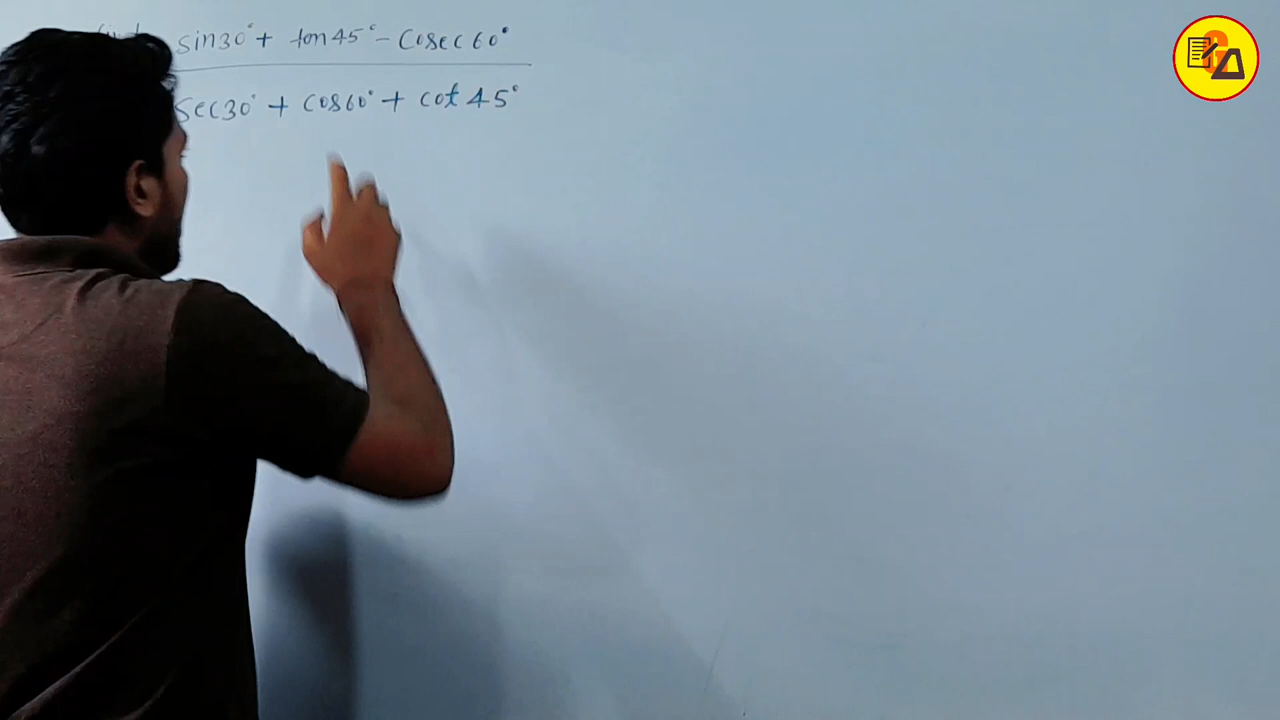 sin30° + tan45° - Cosec60°
Sec30° + Cos60° + Cot45°